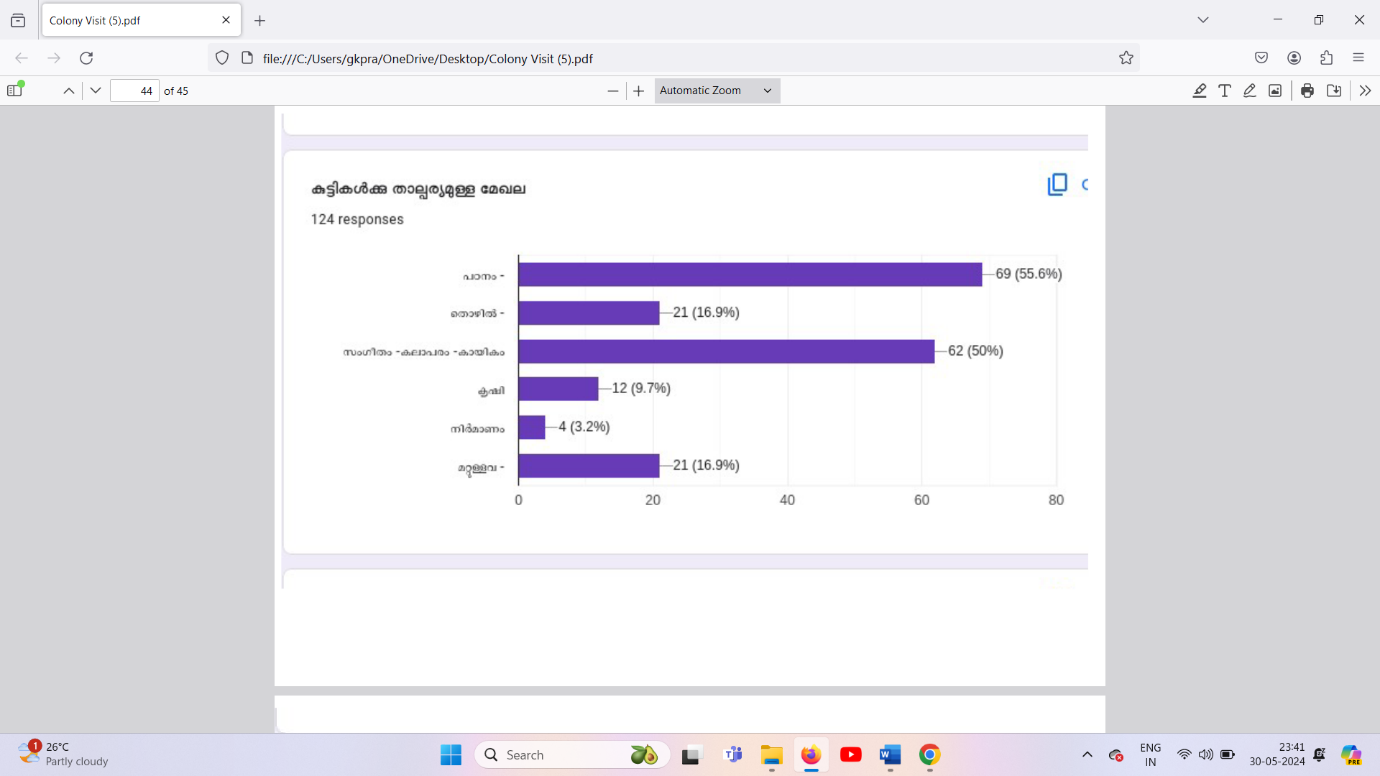 Colony Visit (5).pdf
file:///C:/Users/gkpra/OneDrive/Desktop/Colony Visit (5).pdf
44 of 45
Automatic Zoom
കുട്ടികൾക്കു താല്പര്യമുള്ള മേഖല
124 responses
പഠനം - 69 (55.6%)
തൊഴിൽ - 21 (16.9%)
സംഗീതം -കലാപരം -കായികം 62 (50%)
കൃഷി 12 (9.7%)
നിർമാണം 4 (3.2%)
മറ്റുള്ളവ - 21 (16.9%)
0 20 40 60 80
1
26°C
Partly cloudy
Search
ENG
IN
23:41
30-05-2024
PRE